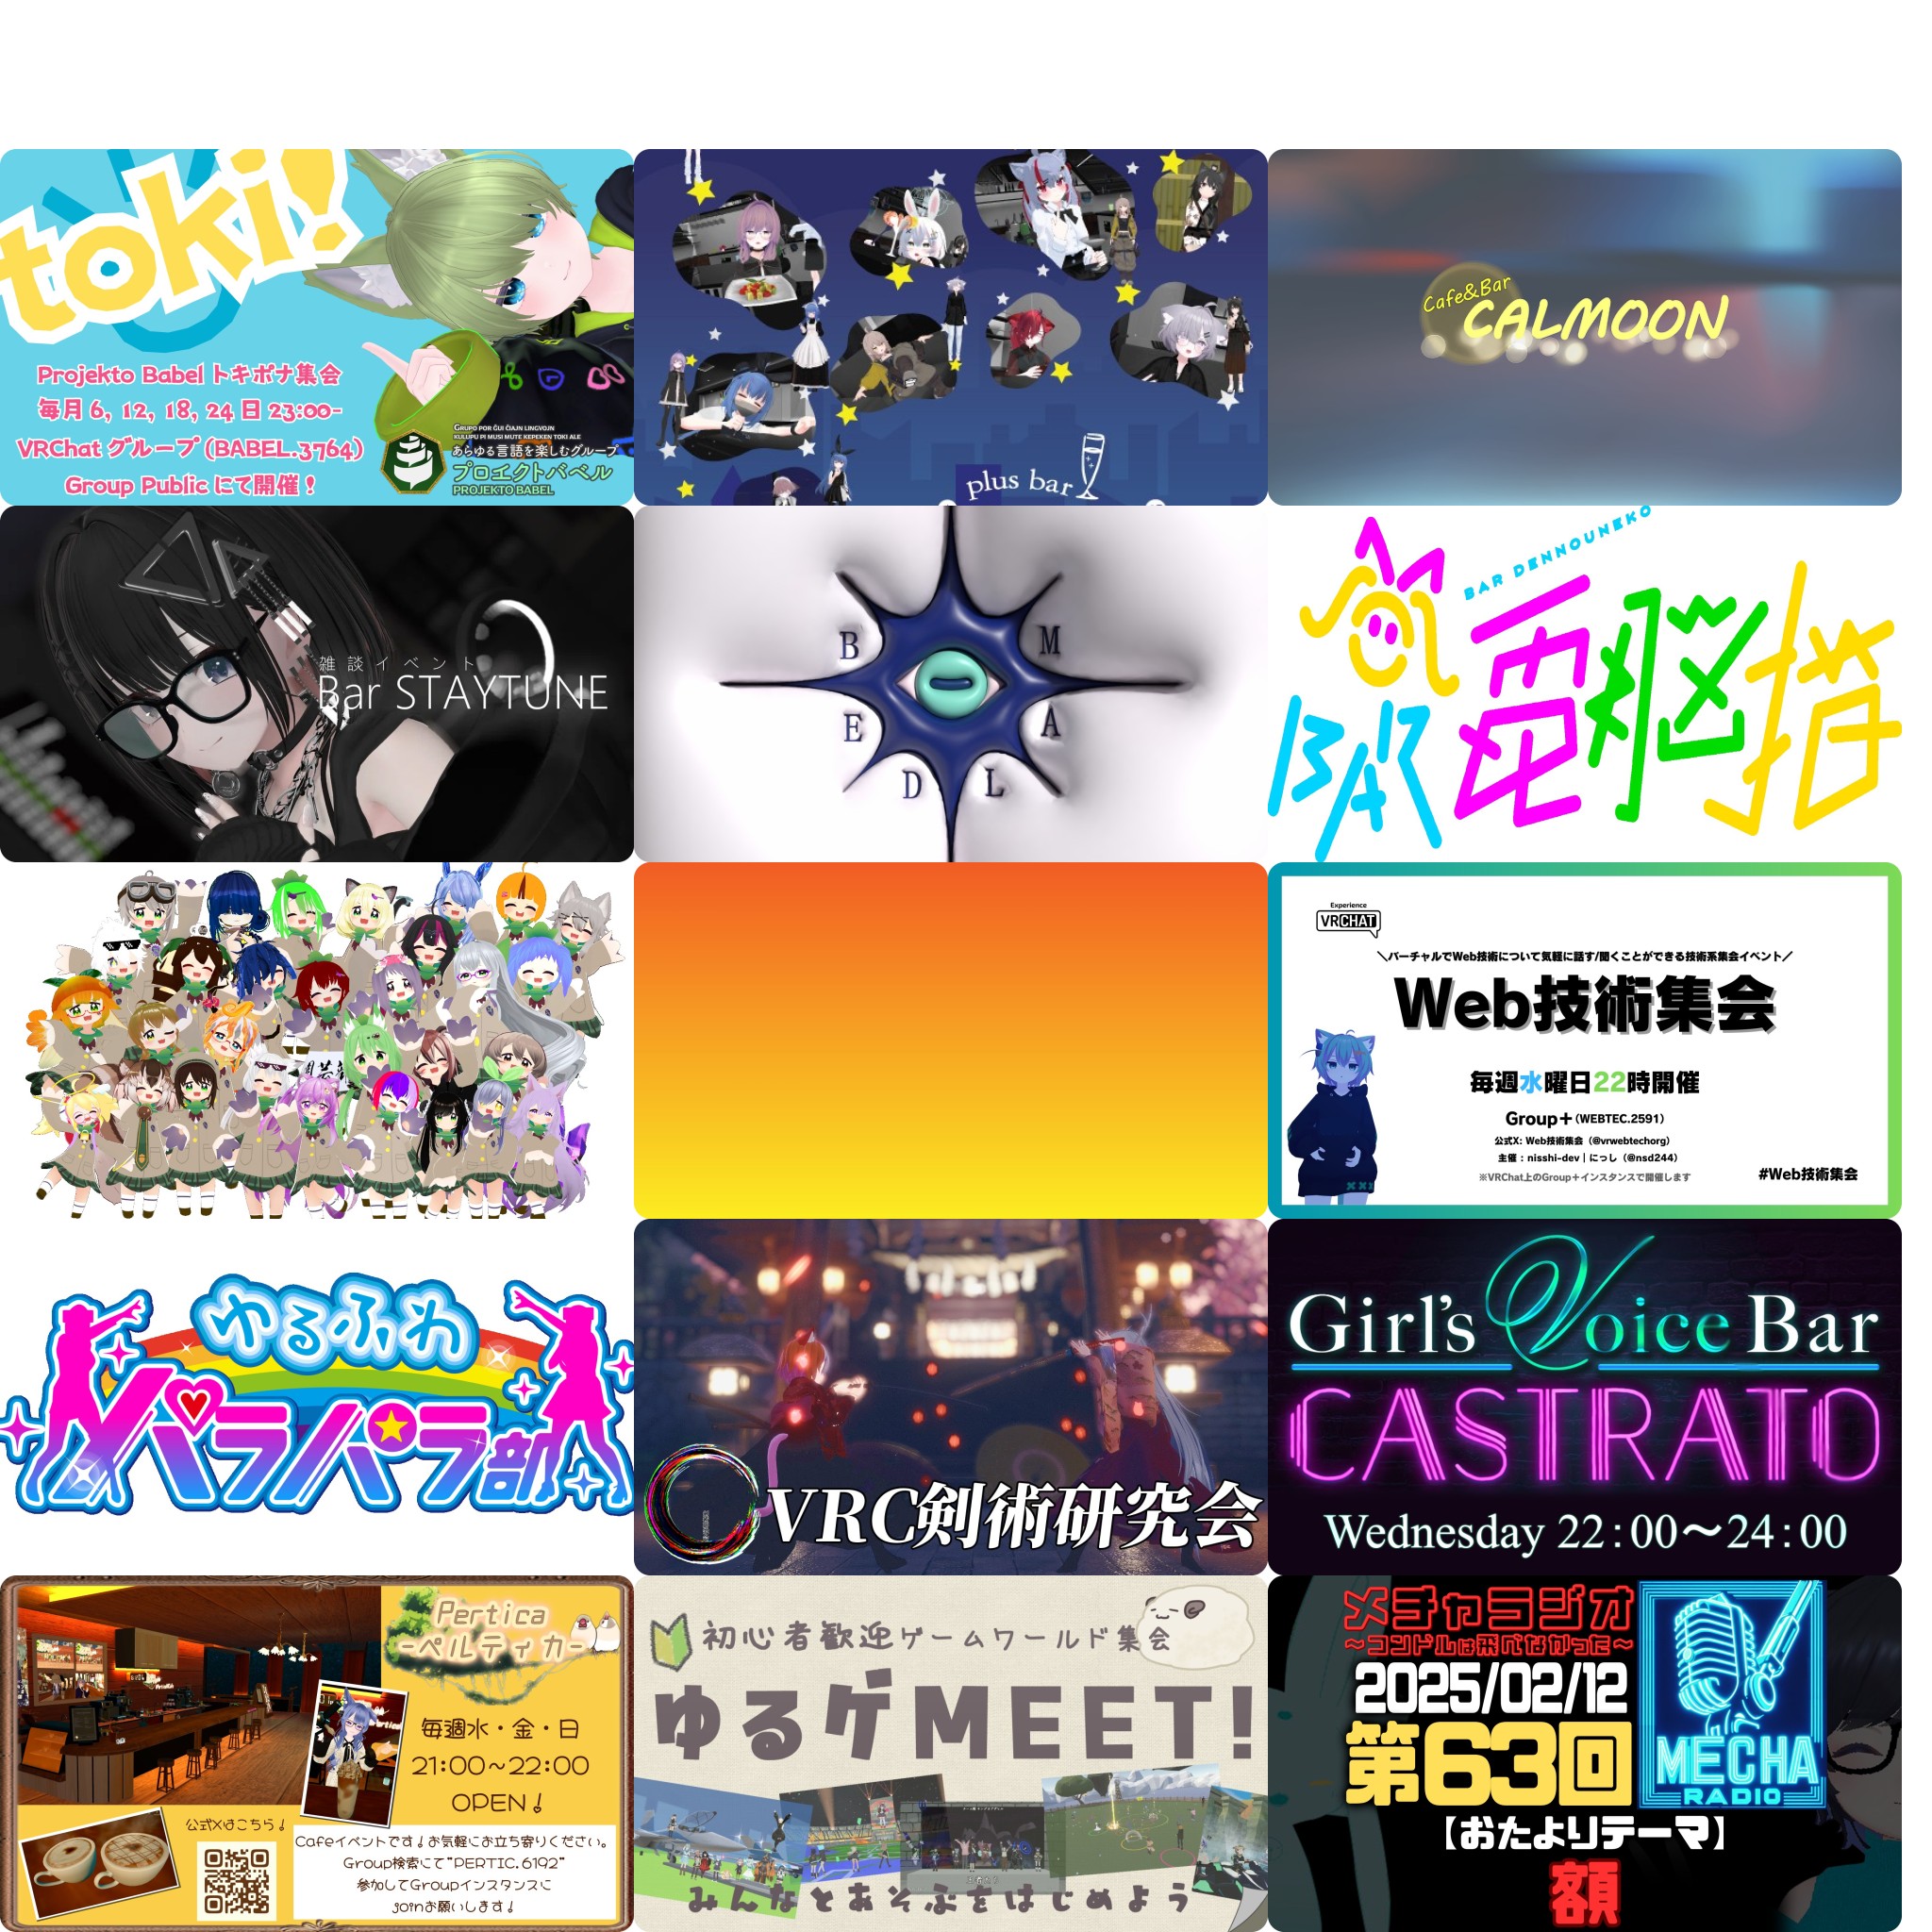 toki!
Projekto Babel トキポナ集会
毎月 6, 12, 18, 24 日 23:00-
VRChat グループ (BABEL.3764)
Group Public にて開催！
GRUPO POR ĜUI ĈIAJN LINGVOJN
KULUPU PI MUSI MUTE KEPEKEN TOKI ALE
あらゆる言語を楽しむグループ
プロエクトバベル
PROJEKTO BABEL
plus bar
Cafe&Bar
CALMOON
雑談イベント
Bar STAYTUNE
B M
E A
D L
BAR DENNOUNEKO
BAR 電脳猫
Experience
VRCHAT
＼バーチャルでWeb技術について気軽に話す/聞くことができる技術系集会イベント／
Web技術集会
毎週水曜日22時開催
Group＋(WEBTEC.2591)
公式X: Web技術集会（@vrwebtechorg）
主催 : nisshi-dev｜にっし（@nsd244）
※VRChat上のGroup＋インスタンスで開催します
#Web技術集会
ゆるふわ
パラパラ部
VRC剣術研究会
Girl's Voice Bar
CASTRATO
Wednesday 22:00〜24:00
Pertica
-ペルティカ-
毎週水・金・日
21:00~22:00
OPEN!
公式Xはこちら！
Cafeイベントです！お気軽にお立ち寄りください。
Group検索にて"PERTIC.6192"
参加してGroupインスタンスに
joinお願いします！
初心者歓迎ゲームワールド集会
ゆるゲMEET!
みんなとあそぶをはじめよう
メチャラジオ
～コンドルは飛べなかった～
2025/02/12
第63回
MECHA
RADIO
【おたよりテーマ】
額